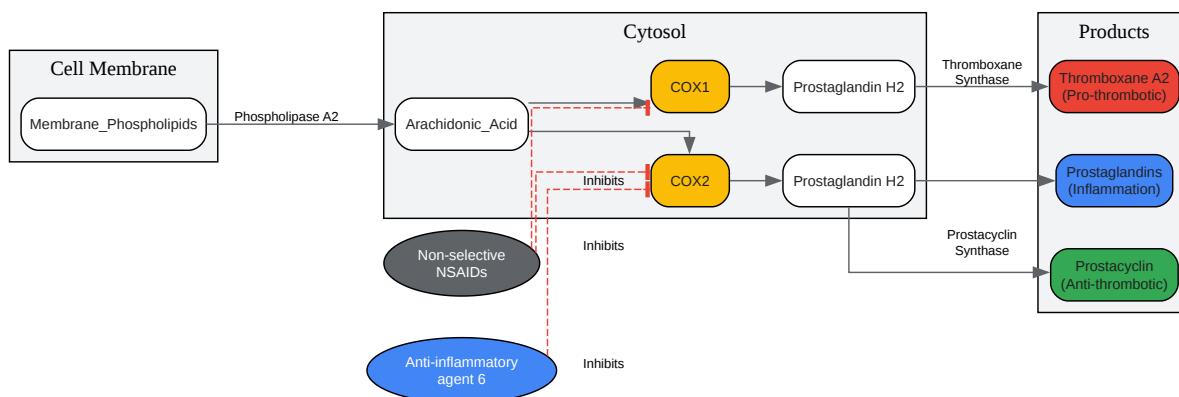 Cell Membrane
Membrane_Phospholipids
Phospholipase A2
Cytosol
Arachidonic_Acid
COX1
Prostaglandin H2
COX2
Prostaglandin H2
Inhibits
Thromboxane
Synthase
Prostacyclin
Synthase
Products
Thromboxane A2
(Pro-thrombotic)
Prostaglandins
(Inflammation)
Prostacyclin
(Anti-thrombotic)
Non-selective
NSAIDs
Inhibits
Anti-inflammatory
agent 6
Inhibits